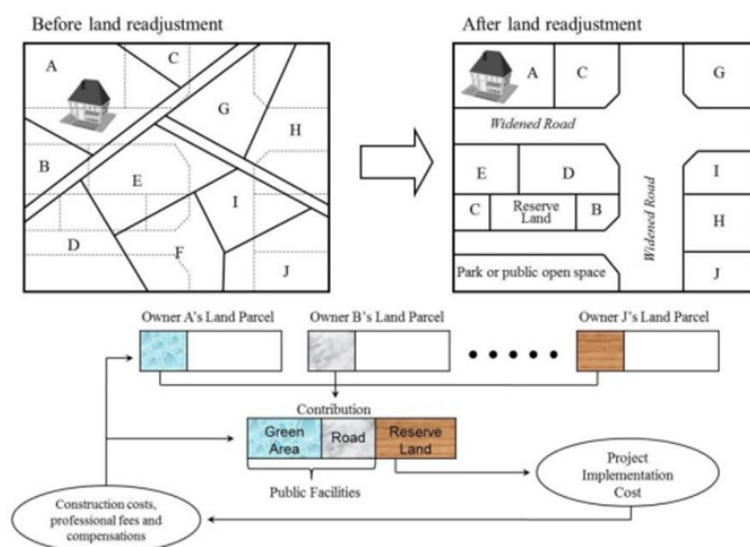 Before land readjustment
After land readjustment
A
C
G
H
B
E
I
D
F
J
A
C
G
Widened Road
E
D
I
C
Reserve
Land
B
Widened Road
H
Park or public open space
J
Owner A's Land Parcel
Owner B's Land Parcel
Owner J's Land Parcel
Contribution
Green
Area
Road
Reserve
Land
Public Facilities
Project
Implementation
Cost
Construction costs,
professional fees and
compensations